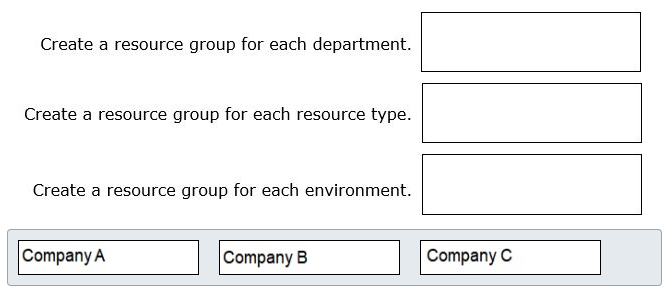 Create a resource group for each department.
Create a resource group for each resource type.
Create a resource group for each environment.
Company A
Company B
Company C